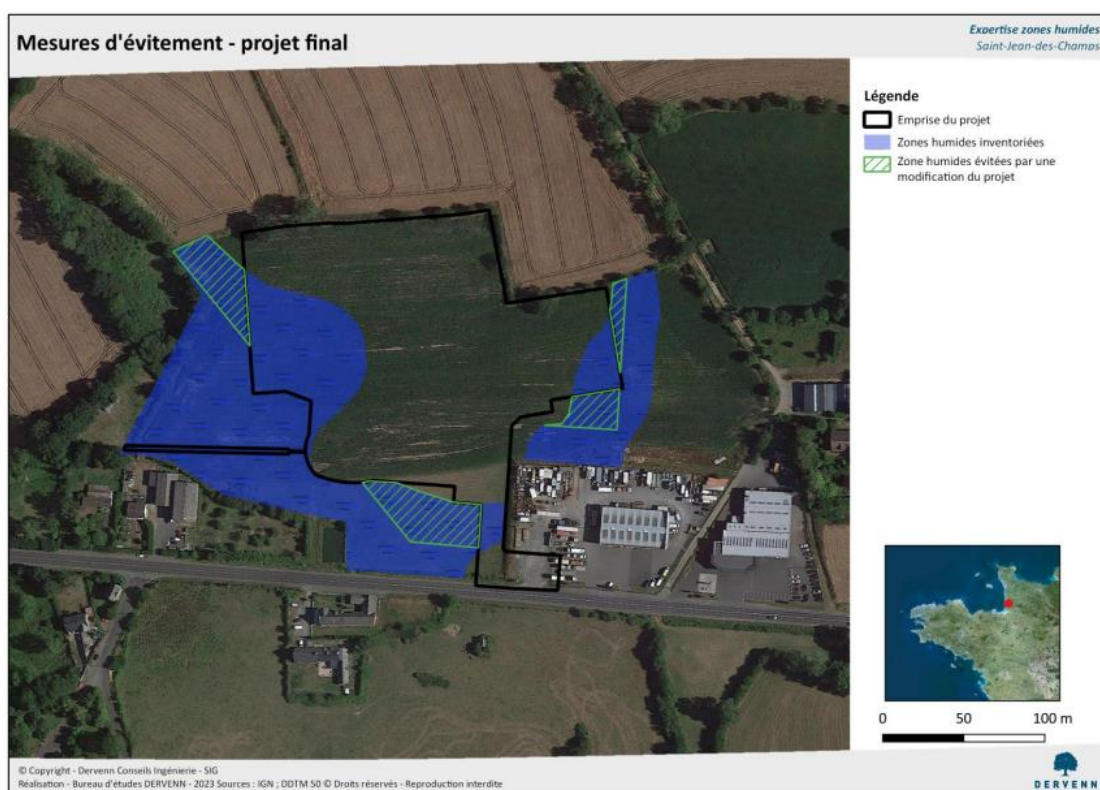 Mesures d'évitement - projet final
Expertise zones humides
Saint-Jean-des-Champs
Légende
Emprise du projet
Zones humides inventoriées
Zone humides évitées par une
modification du projet
0 50 100 m
© Copyright - Dervenn Conseils Ingénierie - SIG
Réalisation - Bureau d'études DERVENN - 2023 Sources : IGN ; DDTM 50 © Droits réservés - Reproduction interdite
DERVENN